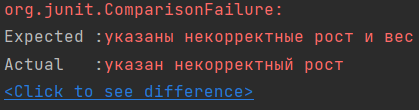 org.junit.ComparisonFailure:
Expected :указаны некорректные рост и вес
Actual   :указан некорректный рост
<Click to see difference>